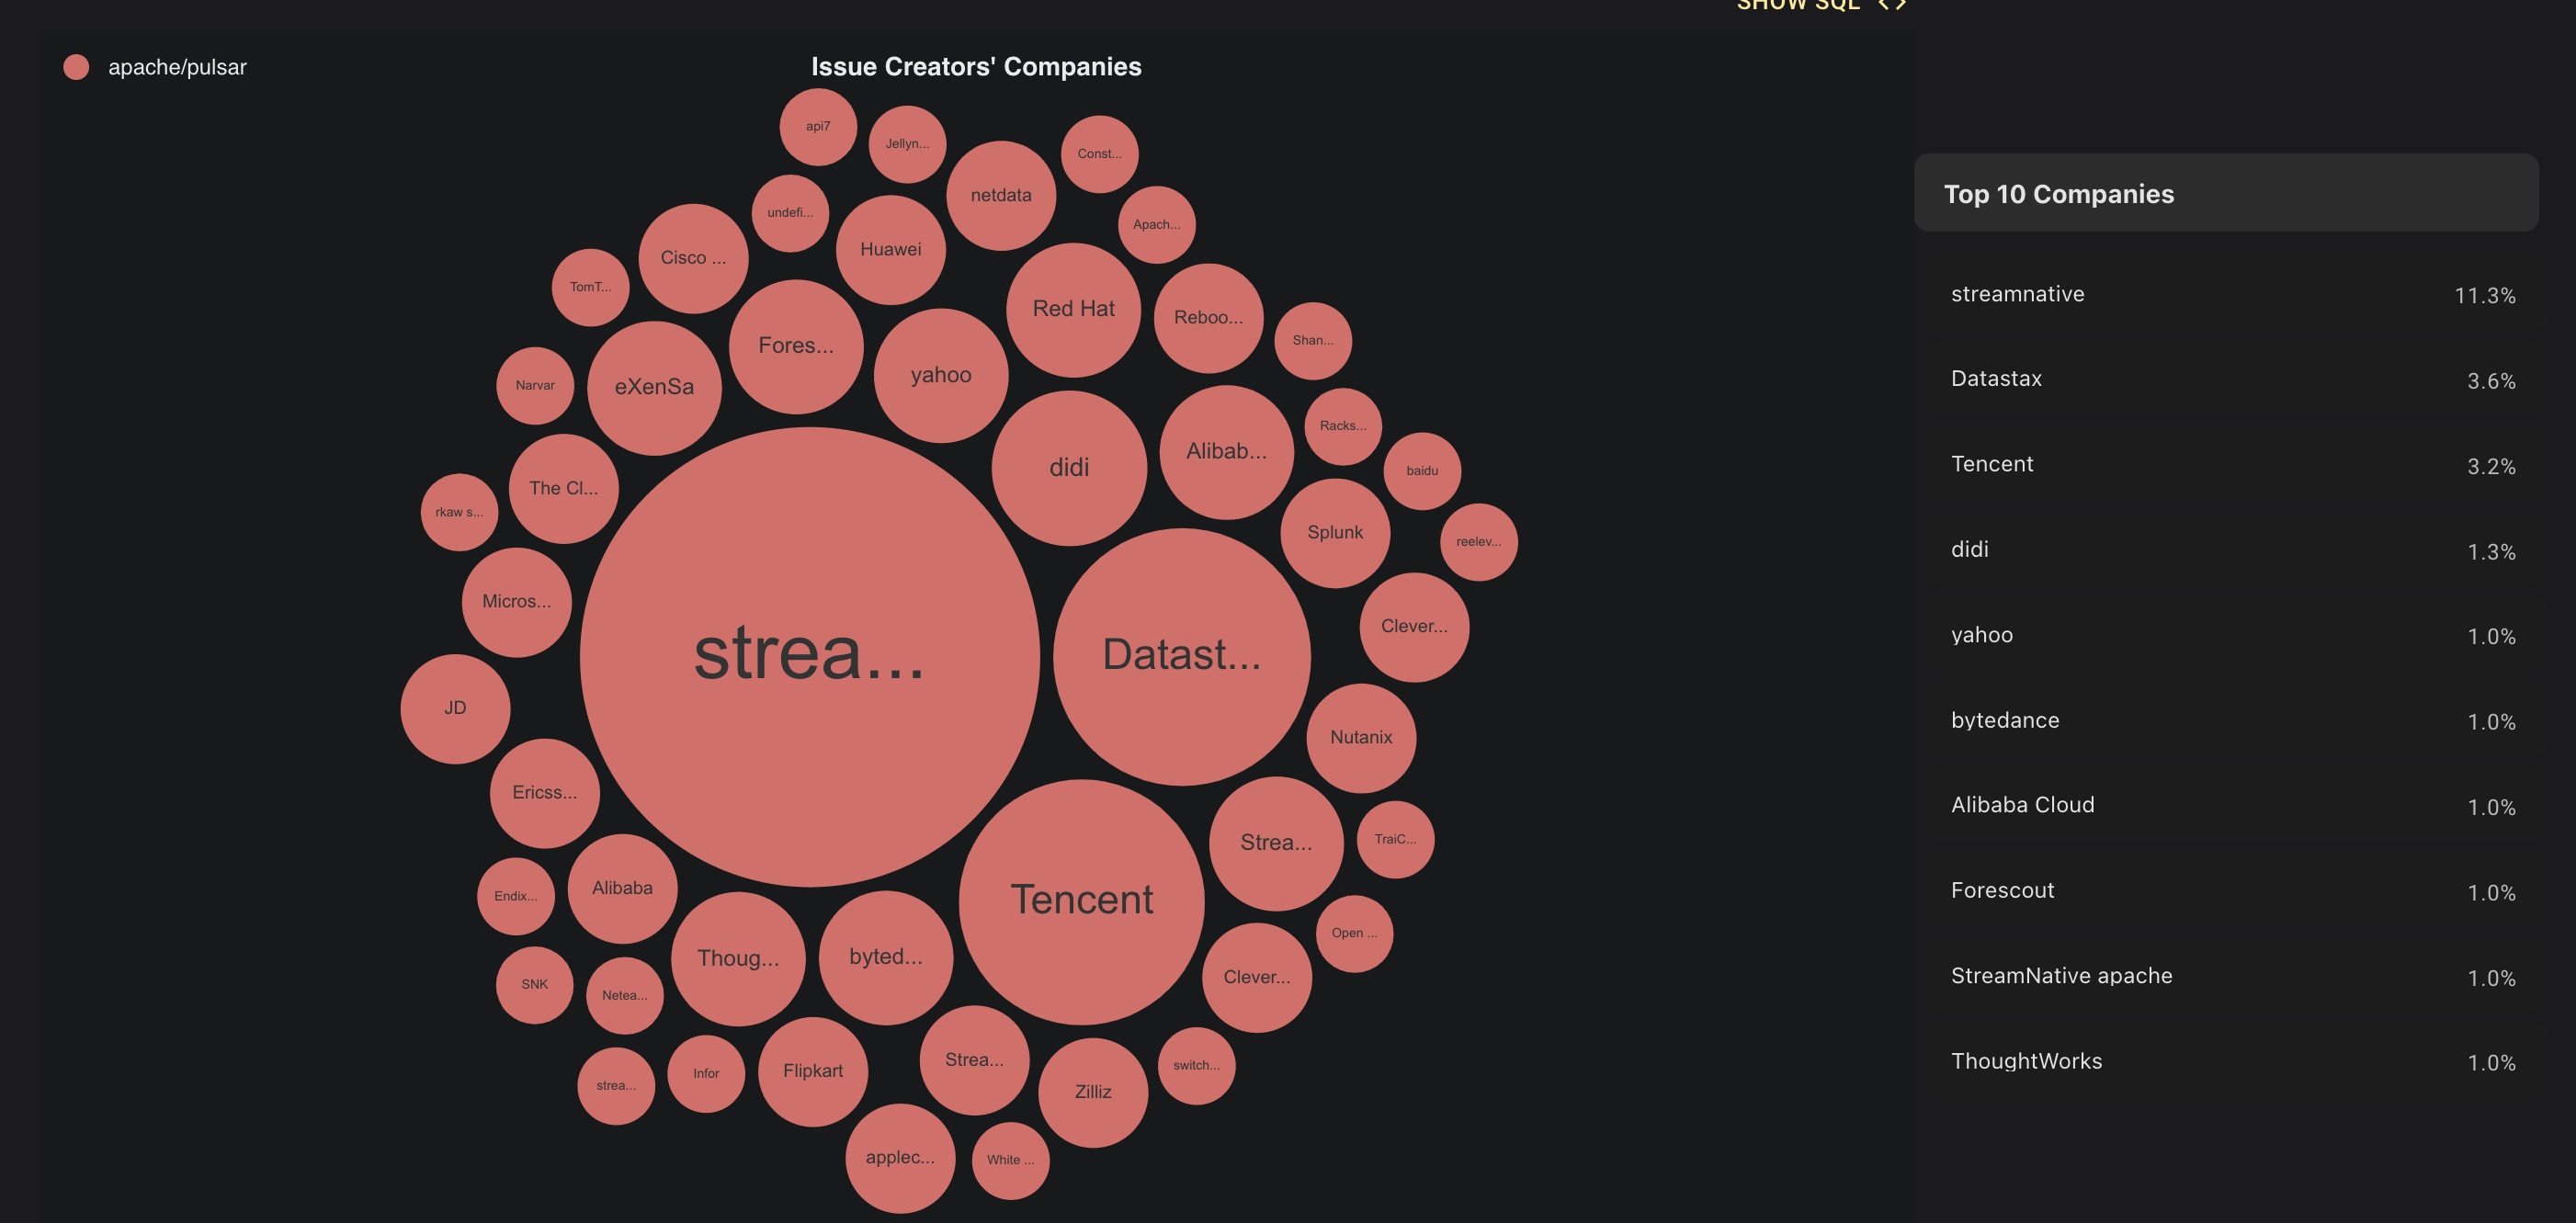 SHOW SQL <>
apache/pulsar
Issue Creators' Companies
api7
Jellyn...
Const...
netdata
undefi...
Apach...
Huawei
Cisco ...
TomT...
Red Hat
Reboo...
Shan...
Fores...
yahoo
Narvar
eXenSa
Racks...
Alibab...
didi
baidu
The Cl...
rkaw s...
Splunk
reelev...
Micros...
Clever...
strea...
Datast...
JD
Nutanix
Ericss...
Strea...
TraiC...
Alibaba
Endix...
Tencent
Open ...
Thoug...
byted...
Clever...
SNK
Netea...
Strea...
switch...
Infor
Flipkart
strea...
Zilliz
applec...
White ...
Top 10 Companies
streamnative 11.3%
Datastax 3.6%
Tencent 3.2%
didi 1.3%
yahoo 1.0%
bytedance 1.0%
Alibaba Cloud 1.0%
Forescout 1.0%
StreamNative apache 1.0%
ThoughtWorks 1.0%